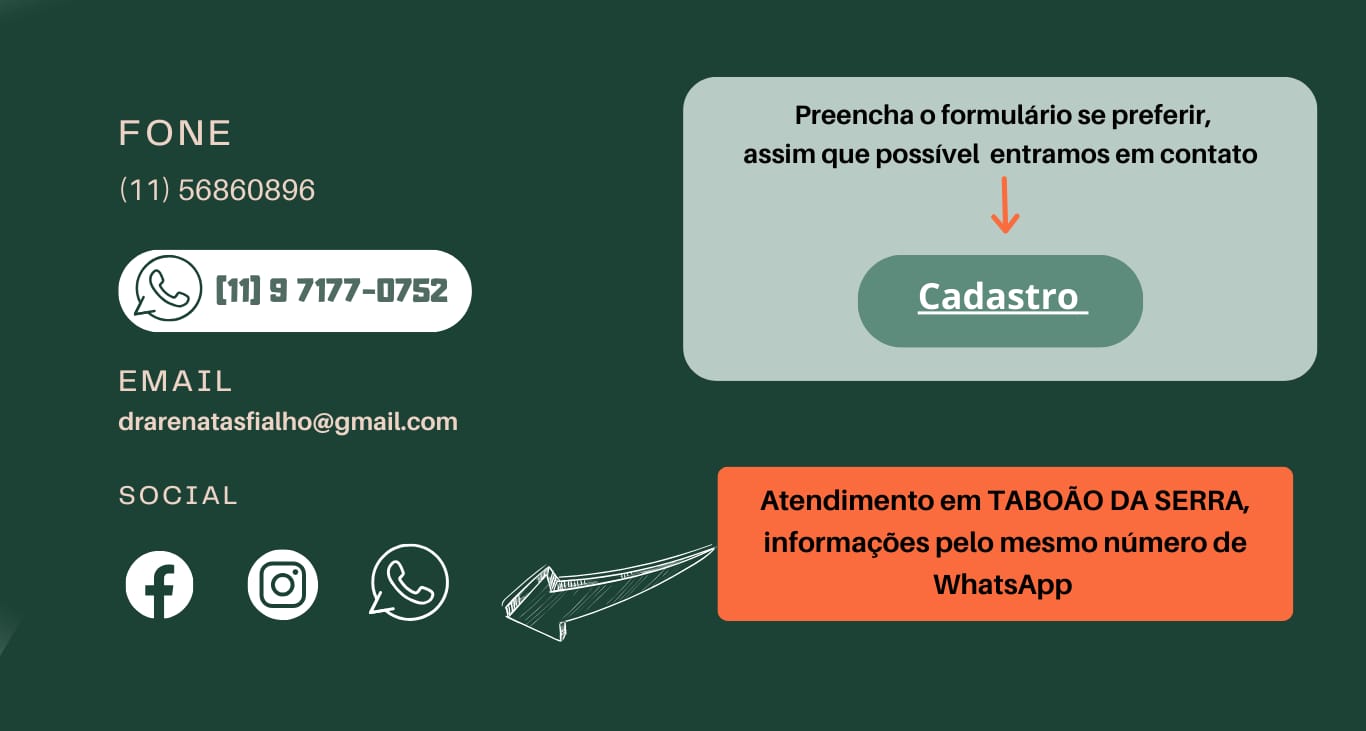 FONE
(11) 56860896
(11) 9 7177-0752
EMAIL
drarenatasfialho@gmail.com
SOCIAL
Preencha o formulário se preferir,
assim que possível entramos em contato
Cadastro
Atendimento em TABOÃO DA SERRA,
informações pelo mesmo número de
WhatsApp